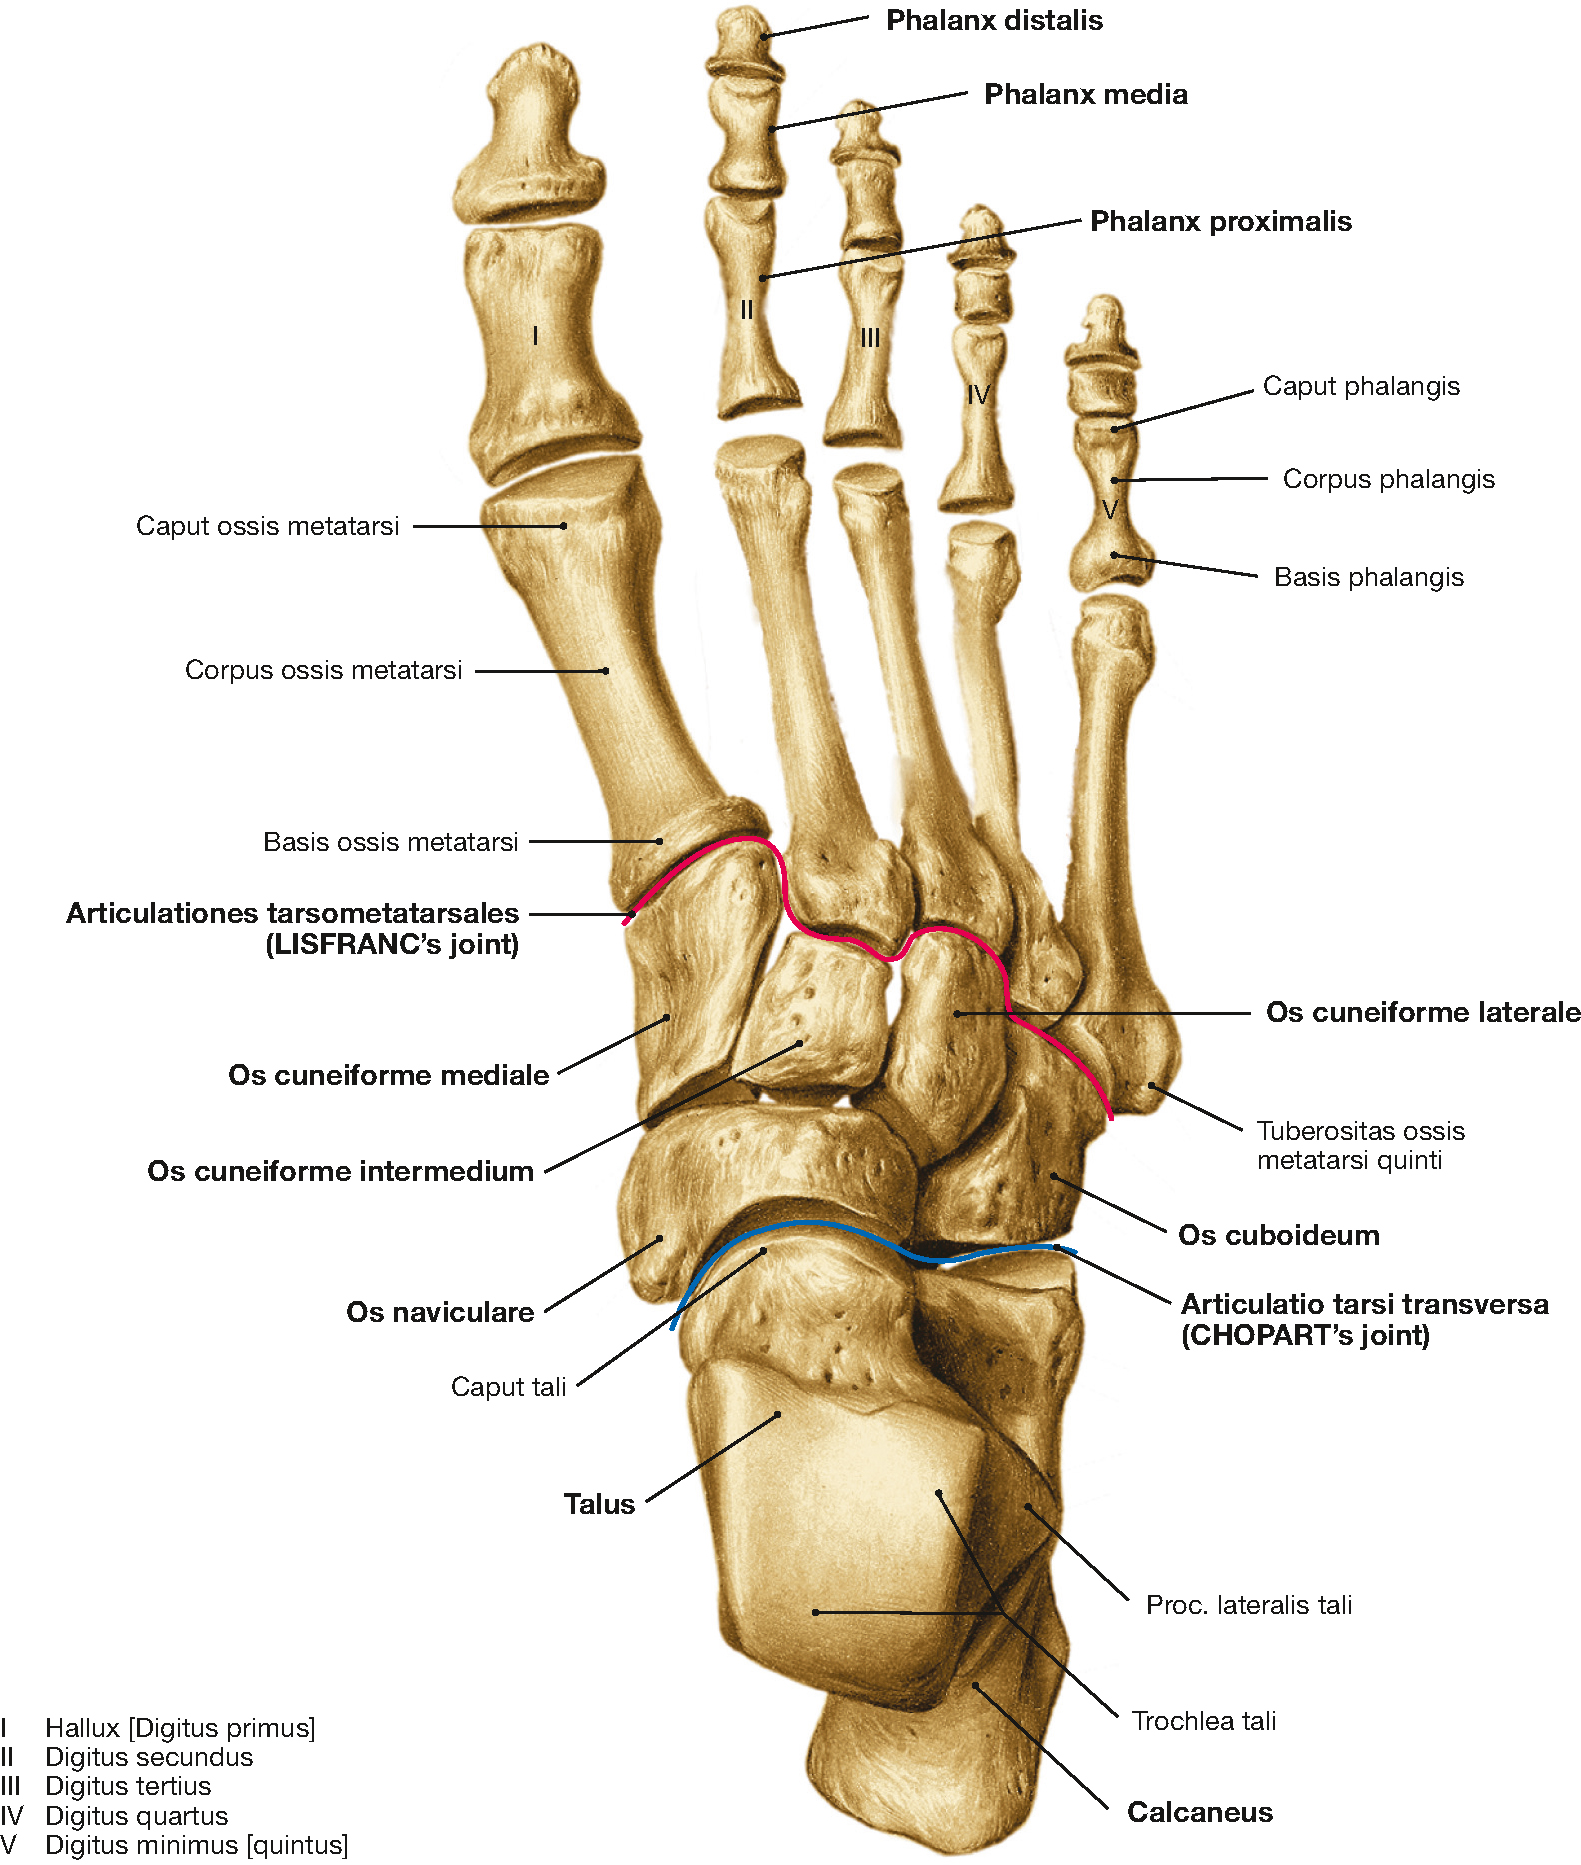 Phalanx distalis
Phalanx media
Phalanx proximalis
I
II
III
IV
V
Caput phalangis
Corpus phalangis
Basis phalangis
Caput ossis metatarsi
Corpus ossis metatarsi
Basis ossis metatarsi
Articulationes tarsometatarsales
(LISFRANC’s joint)
Os cuneiforme laterale
Os cuneiforme mediale
Tuberositas ossis
metatarsi quinti
Os cuneiforme intermedium
Os cuboideum
Os naviculare
Articulatio tarsi transversa
(CHOPART’s joint)
Caput tali
Talus
Proc. lateralis tali
Trochlea tali
Calcaneus
I Hallux [Digitus primus]
II Digitus secundus
III Digitus tertius
IV Digitus quartus
V Digitus minimus [quintus]